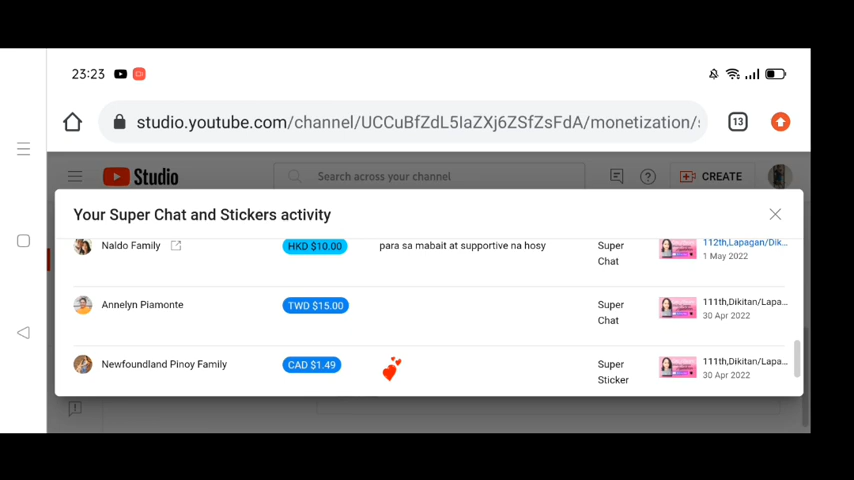 23:23
studio.youtube.com/channel/UCCuBfZdL5IaZXj6ZSfZsFdA/monetization/
13
Studio
Search across your channel
CREATE
Your Super Chat and Stickers activity
Naldo Family
HKD $10.00
para sa mabait at supportive na hosy
Super
Chat
112th,Lapagan/Dik...
1 May 2022
Annelyn Piamonte
TWD $15.00
Super
Chat
111th,Dikitan/Lapa...
30 Apr 2022
Newfoundland Pinoy Family
CAD $1.49
Super
Sticker
111th,Dikitan/Lapa...
30 Apr 2022